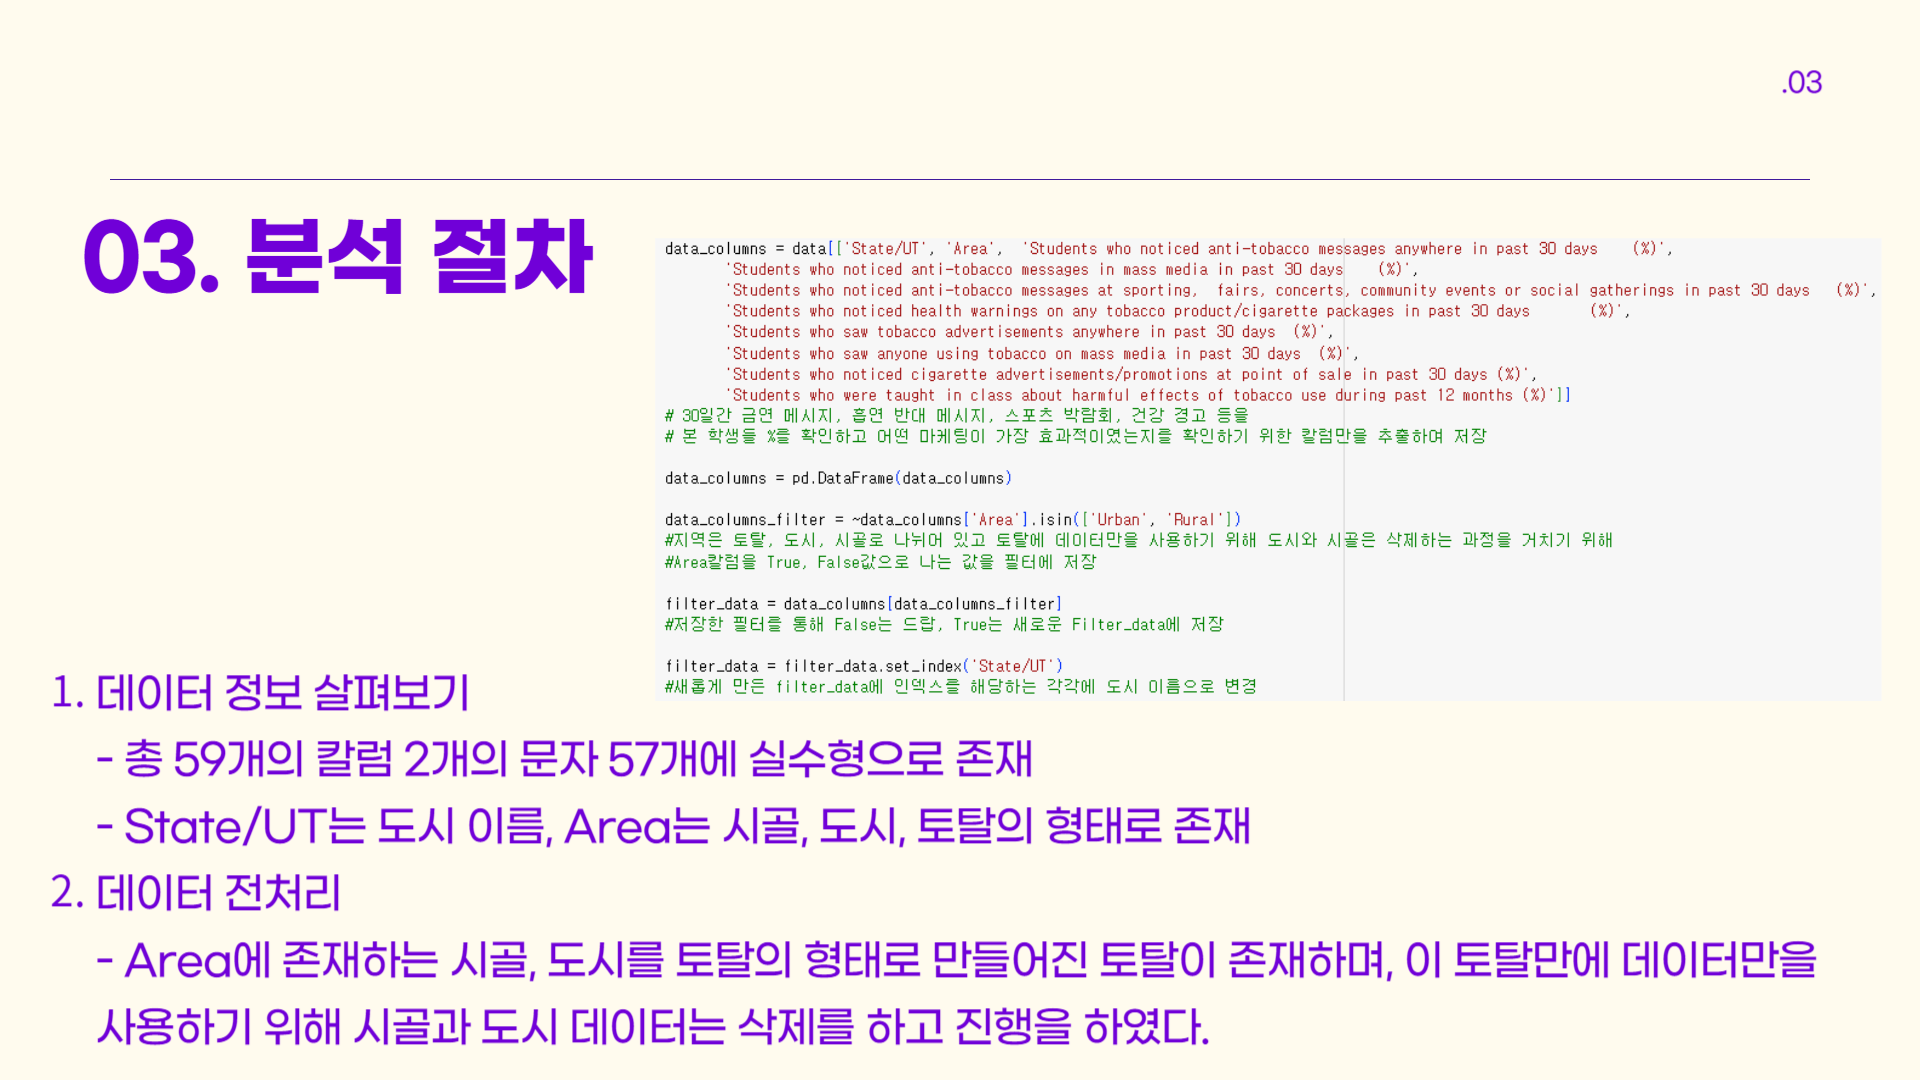 .03
03. 분석 절차
data_columns = data[['State/UT', 'Area',  'Students who noticed anti-tobacco messages anywhere in past 30 days    (%)',
'Students who noticed anti-tobacco messages in mass media in past 30 days    (%)',
'Students who noticed anti-tobacco messages at sporting,  fairs, concerts, community events or social gatherings in past 30 days   (%)',
'Students who noticed health warnings on any tobacco product/cigarette packages in past 30 days       (%)',
'Students who saw tobacco advertisements anywhere in past 30 days  (%)',
'Students who saw anyone using tobacco on mass media in past 30 days  (%)',
'Students who noticed cigarette advertisements/promotions at point of sale in past 30 days (%)',
'Students who were taught in class about harmful effects of tobacco use during past 12 months (%)']]
# 30일간 금연 메시지, 흡연 반대 메시지, 스포츠 박람회, 건강 경고 등을
# 본 학생들 %를 확인하고 어떤 마케팅이 가장 효과적이였는지를 확인하기 위한 칼럼만을 추출하여 저장
data_columns = pd.DataFrame(data_columns)
data_columns_filter = ~data_columns['Area'].isin(['Urban', 'Rural'])
#지역은 토탈, 도시, 시골로 나뉘어 있고 토탈에 데이터만을 사용하기 위해 도시와 시골은 삭제하는 과정을 거치기 위해
#Area칼럼을 True, False값으로 나는 값을 필터에 저장
filter_data = data_columns[data_columns_filter]
#저장한 필터를 통해 False는 드랍, True는 새로운 Filter_data에 저장
filter_data = filter_data.set_index('State/UT')
#새롭게 만든 filter_data에 인덱스를 해당하는 각각에 도시 이름으로 변경
1. 데이터 정보 살펴보기
- 총 59개의 칼럼 2개의 문자 57개에 실수형으로 존재
- State/UT는 도시 이름, Area는 시골, 도시, 토탈의 형태로 존재
2. 데이터 전처리
- Area에 존재하는 시골, 도시를 토탈의 형태로 만들어진 토탈이 존재하며, 이 토탈만에 데이터만을
사용하기 위해 시골과 도시 데이터는 삭제를 하고 진행을 하였다.